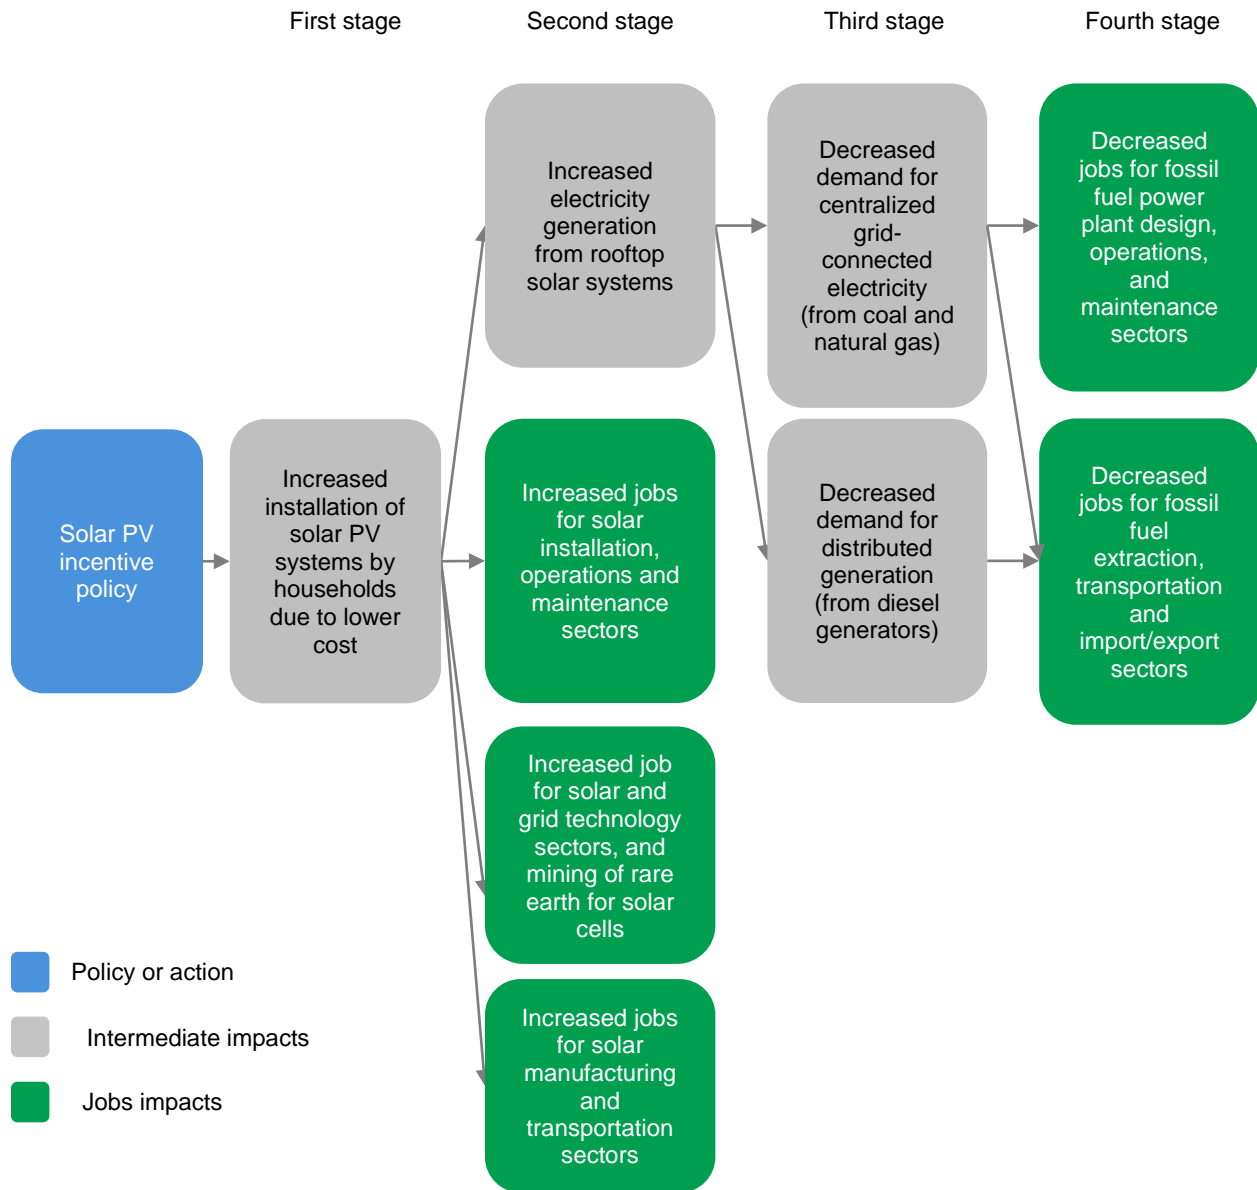 First stage
Second stage
Third stage
Fourth stage
Increased
electricity
generation
from rooftop
solar systems
Decreased
demand for
centralized
grid-
connected
electricity
(from coal and
natural gas)
Decreased
jobs for fossil
fuel power
plant design,
operations,
and
maintenance
sectors
Solar PV
incentive
policy
Increased
installation of
solar PV
systems by
households
due to lower
cost
Increased jobs
for solar
installation,
operations and
maintenance
sectors
Decreased
demand for
distributed
generation
(from diesel
generators)
Decreased
jobs for fossil
fuel
extraction,
transportation
and
import/export
sectors
Increased job
for solar and
grid technology
sectors, and
mining of rare
earth for solar
cells
Increased jobs
for solar
manufacturing
and
transportation
sectors
Policy or action
Intermediate impacts
Jobs impacts